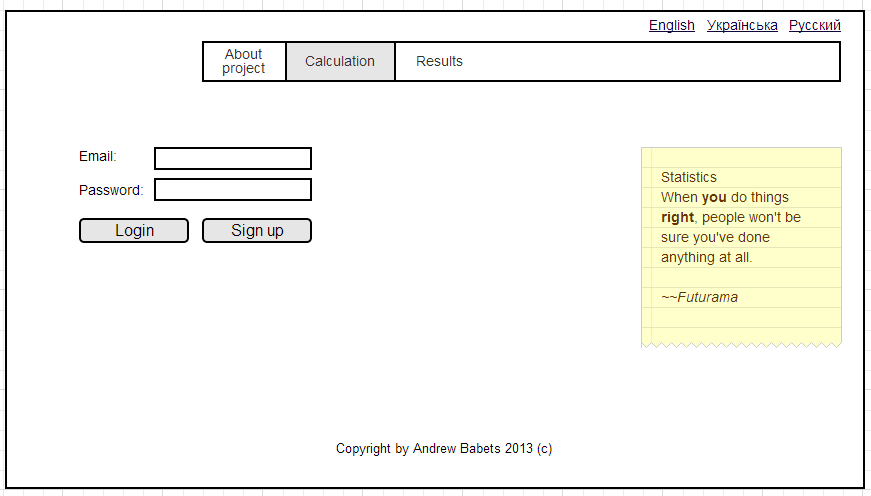 English Українська Русский
About
project
Calculation
Results
Email:
Password:
Login
Sign up
Statistics
When you do things
right, people won't be
sure you've done
anything at all.
~~Futurama
Copyright by Andrew Babets 2013 (c)